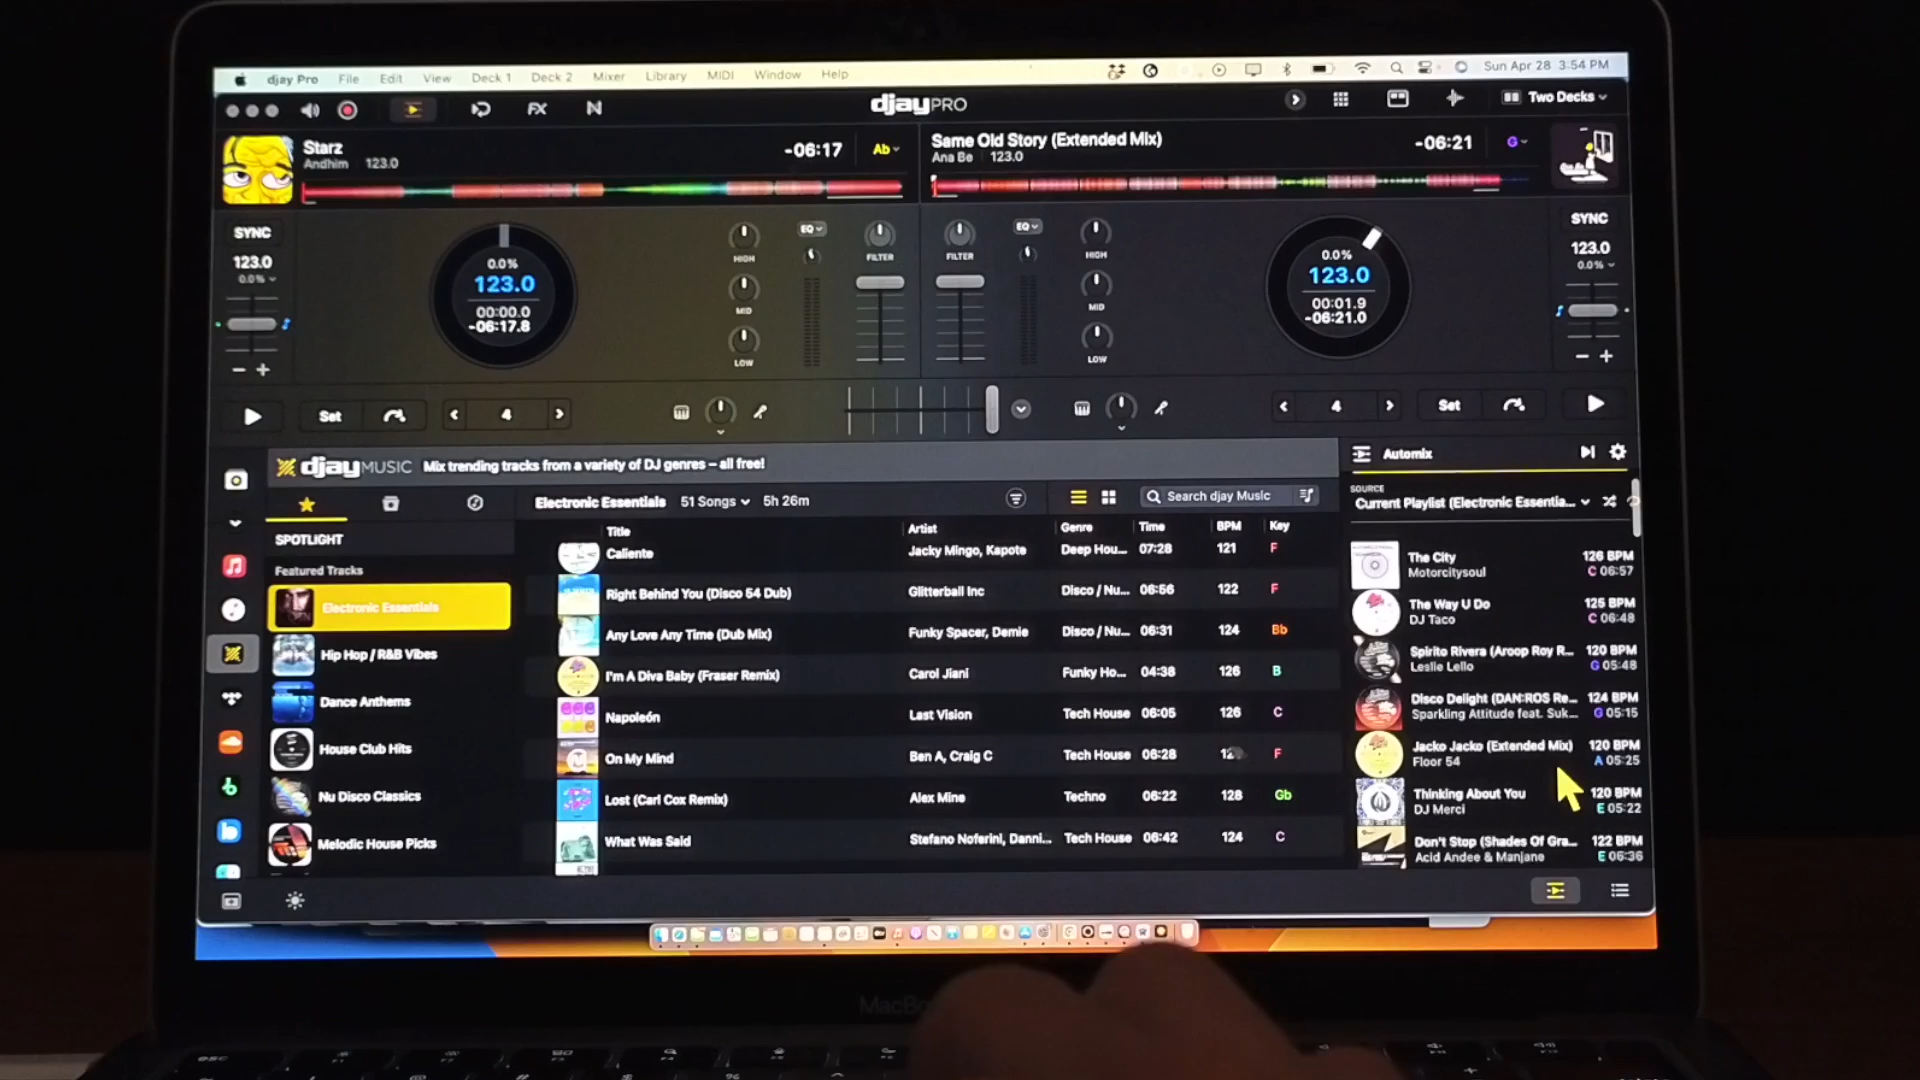 djay Pro File Edit View Deck 1 Deck 2 Mixer Library MIDI Window Help Sun Apr 28 3:54 PM
FX djayPRO Two Decks
Starz -06:17 Ab
Andhim 123.0
Same Old Story (Extended Mix) -06:21 G
Ana Be 123.0
SYNC
123.0
0.0%
0.0%
123.0
00:00.0
-06:17.8
HIGH
MID
LOW
EQ
FILTER
FILTER
EQ
HIGH
MID
LOW
0.0%
123.0
00:01.9
-06:21.0
SYNC
123.0
0.0%
Set 4
4 Set
djayMUSIC Mix trending tracks from a variety of DJ genres – all free!
SPOTLIGHT
Featured Tracks
Electronic Essentials
Hip Hop / R&B Vibes
Dance Anthems
House Club Hits
Nu Disco Classics
Melodic House Picks
Electronic Essentials 51 Songs 5h 26m Search djay Music
Title Artist Genre Time BPM Key
Caliente Jacky Mingo, Kapote Deep Hou... 07:28 121 F
Right Behind You (Disco 54 Dub) Glitterball Inc Disco / Nu... 06:56 122 F
Any Love Any Time (Dub Mix) Funky Spacer, Demie Disco / Nu... 06:31 124 Bb
I'm A Diva Baby (Fraser Remix) Carol Jiani Funky Ho... 04:38 126 B
Napoleón Last Vision Tech House 06:05 126 C
On My Mind Ben A, Craig C Tech House 06:28 F
Lost (Carl Cox Remix) Alex Mine Techno 06:22 128 Gb
What Was Said Stefano Noferini, Danni... Tech House 06:42 124 C
Automix
SOURCE
Current Playlist (Electronic Essentia...
The City 126 BPM
Motorcitysoul C 06:57
The Way U Do 125 BPM
DJ Taco C 06:48
Spirito Rivera (Aroop Roy R... 120 BPM
Leslie Lello G 05:48
Disco Delight (DAN:ROS Re... 124 BPM
Sparkling Attitude feat. Suk... G 05:15
Jacko Jacko (Extended Mix) 120 BPM
Floor 54 A 05:25
Thinking About You 120 BPM
DJ Merci E 05:22
Don't Stop (Shades Of Gra... 122 BPM
Acid Andee & Manjane E 06:36
esc